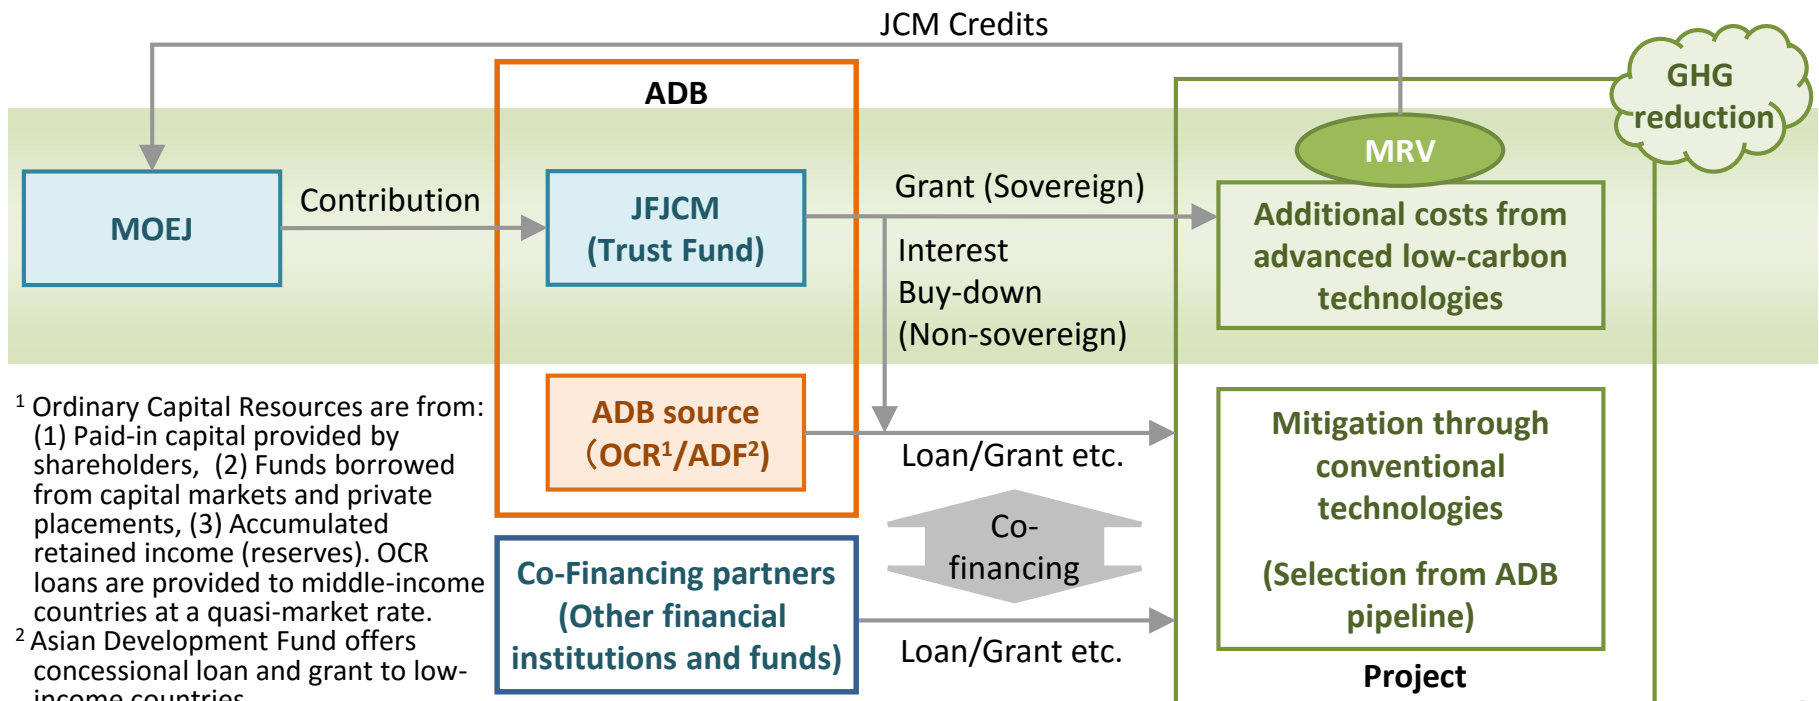 JCM Credits
ADB
GHG
reduction
MRV
MOEJ
Contribution
JFJCM
(Trust Fund)
Grant (Sovereign)
Interest
Buy-down
(Non-sovereign)
Additional costs from
advanced low-carbon
technologies
ADB source
（OCR¹/ADF²)
Loan/Grant etc.
Mitigation through
conventional
technologies
(Selection from ADB
pipeline)
Co-
financing
Co-Financing partners
(Other financial
institutions and funds)
Loan/Grant etc.
Project
¹ Ordinary Capital Resources are from:
(1) Paid-in capital provided by
shareholders, (2) Funds borrowed
from capital markets and private
placements, (3) Accumulated
retained income (reserves). OCR
loans are provided to middle-income
countries at a quasi-market rate.
² Asian Development Fund offers
concessional loan and grant to low-
income countries